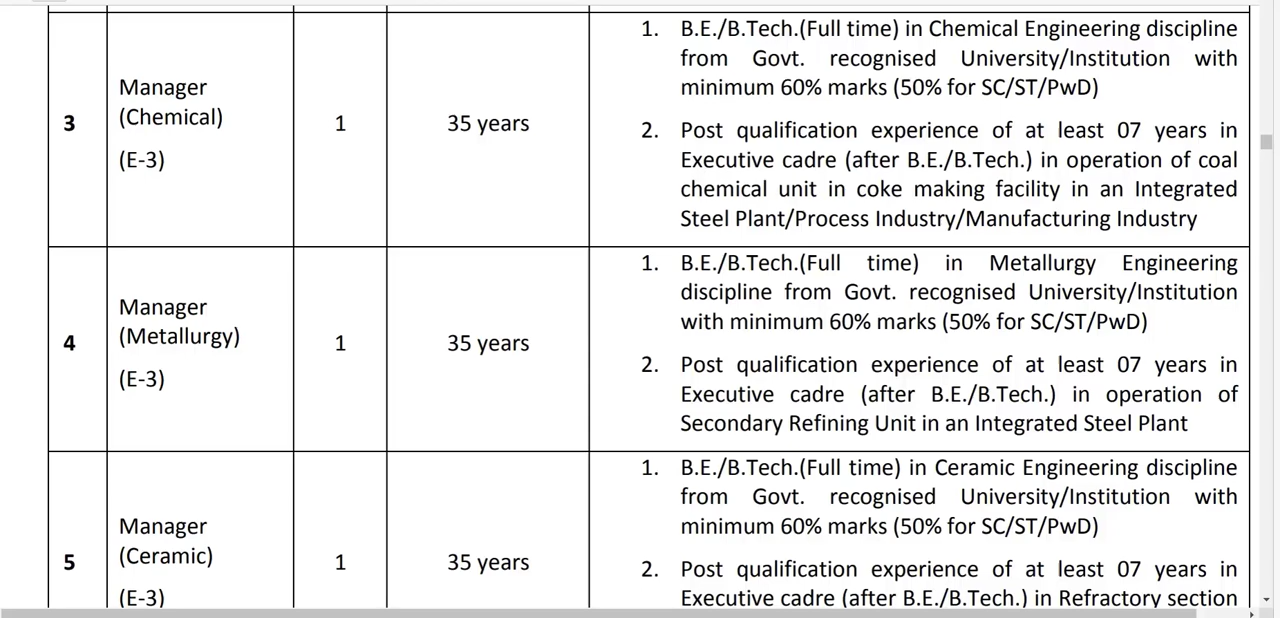 3
Manager
(Chemical)
(E-3)
1
35 years
1. B.E./B.Tech.(Full time) in Chemical Engineering discipline
from Govt. recognised University/Institution with
minimum 60% marks (50% for SC/ST/PwD)
2. Post qualification experience of at least 07 years in
Executive cadre (after B.E./B.Tech.) in operation of coal
chemical unit in coke making facility in an Integrated
Steel Plant/Process Industry/Manufacturing Industry
4
Manager
(Metallurgy)
(E-3)
1
35 years
1. B.E./B.Tech.(Full time) in Metallurgy Engineering
discipline from Govt. recognised University/Institution
with minimum 60% marks (50% for SC/ST/PwD)
2. Post qualification experience of at least 07 years in
Executive cadre (after B.E./B.Tech.) in operation of
Secondary Refining Unit in an Integrated Steel Plant
5
Manager
(Ceramic)
(E-3)
1
35 years
1. B.E./B.Tech.(Full time) in Ceramic Engineering discipline
from Govt. recognised University/Institution with
minimum 60% marks (50% for SC/ST/PwD)
2. Post qualification experience of at least 07 years in
Executive cadre (after B.E./B.Tech.) in Refractory section